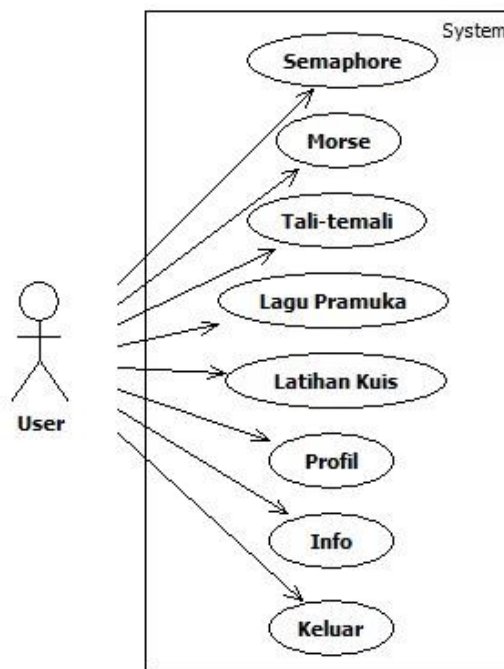 System
Semaphore
Morse
Tali-temali
Lagu Pramuka
Latihan Kuis
User
Profil
Info
Keluar